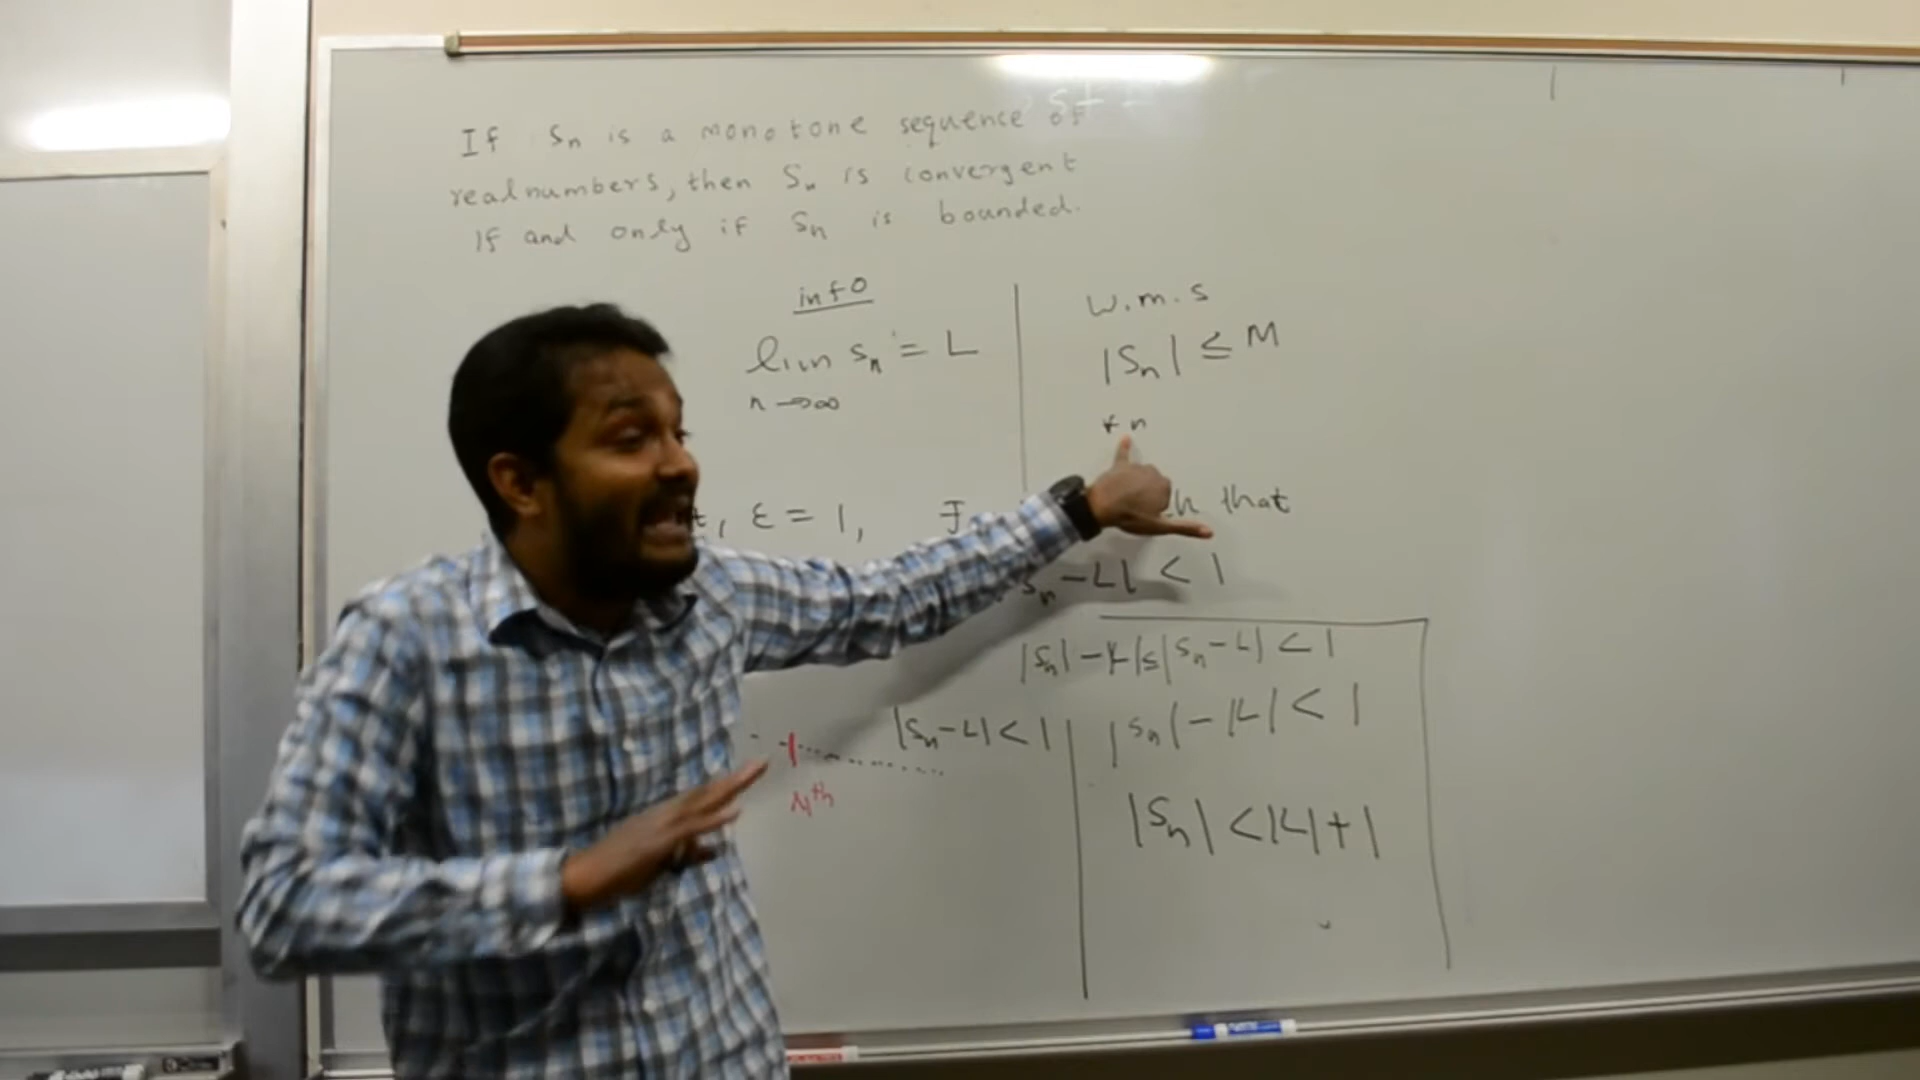 If Sn is a monotone sequence of
real numbers, then Sn is convergent
If and only if Sn is bounded.
info
lim sn = L
n → ∞
W.m.s
|Sn| ≤ M
∀ n
ε = 1, that
sn - L| < 1
|Sn| - |L| ≤ |Sn - L| < 1
|Sn - L| < 1
|Sn| - |L| < 1
Nth
|Sn| < |L| + 1